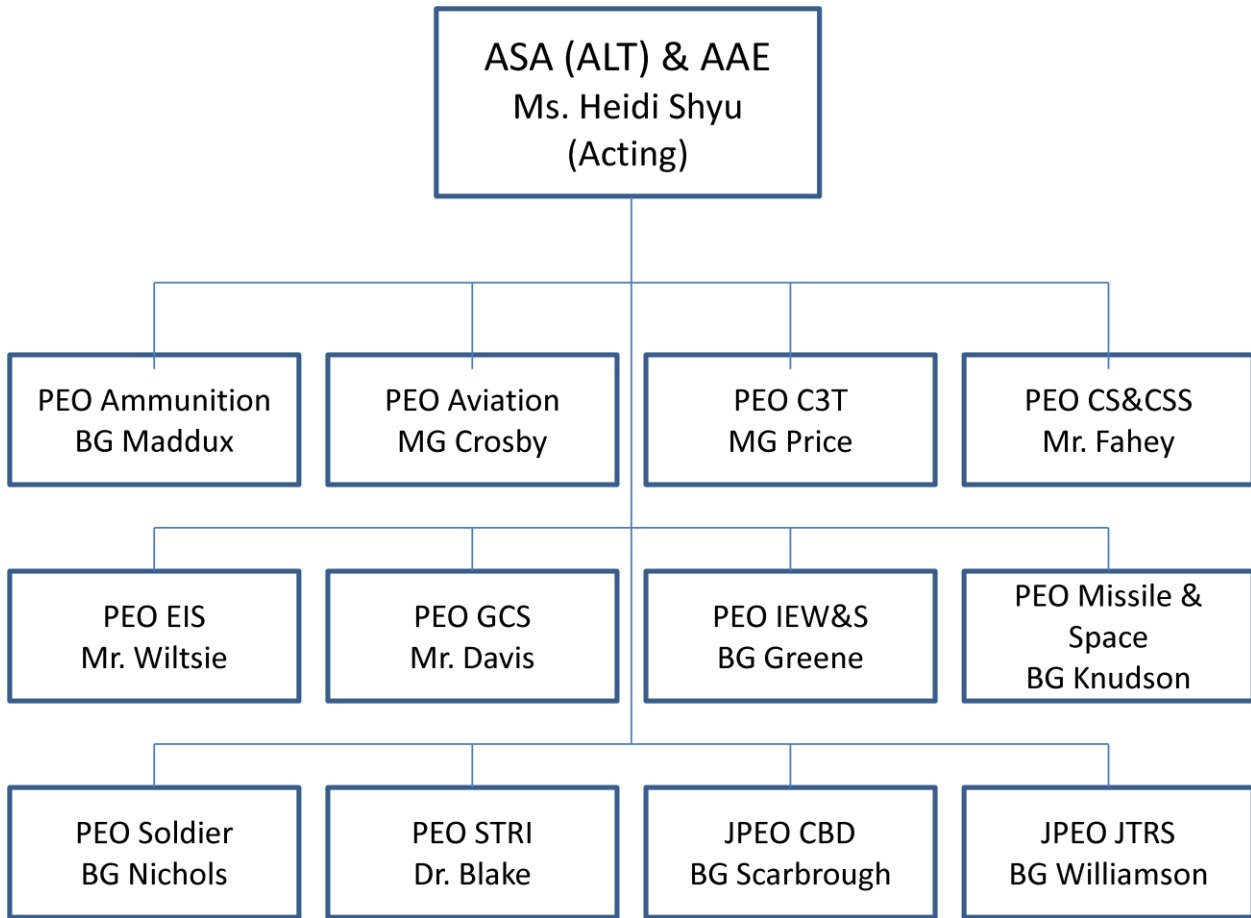 ASA (ALT) & AAE
Ms. Heidi Shyu
(Acting)
PEO Ammunition
BG Maddux
PEO Aviation
MG Crosby
PEO C3T
MG Price
PEO CS&CSS
Mr. Fahey
PEO EIS
Mr. Wiltsie
PEO GCS
Mr. Davis
PEO IEW&S
BG Greene
PEO Missile &
Space
BG Knudson
PEO Soldier
BG Nichols
PEO STRI
Dr. Blake
JPEO CBD
BG Scarbrough
JPEO JTRS
BG Williamson